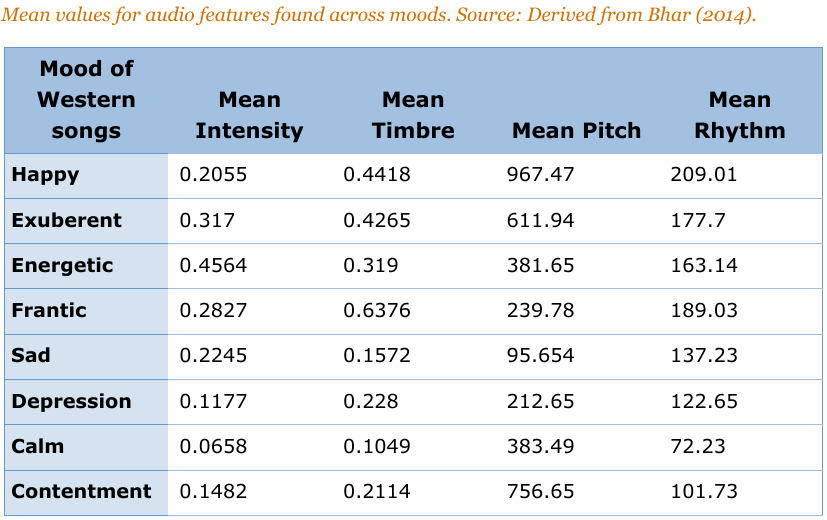 Mean values for audio features found across moods. Source: Derived from Bhar (2014).
Mood of Western songs Mean Intensity Mean Timbre Mean Pitch Mean Rhythm
Happy 0.2055 0.4418 967.47 209.01
Exuberent 0.317 0.4265 611.94 177.7
Energetic 0.4564 0.319 381.65 163.14
Frantic 0.2827 0.6376 239.78 189.03
Sad 0.2245 0.1572 95.654 137.23
Depression 0.1177 0.228 212.65 122.65
Calm 0.0658 0.1049 383.49 72.23
Contentment 0.1482 0.2114 756.65 101.73